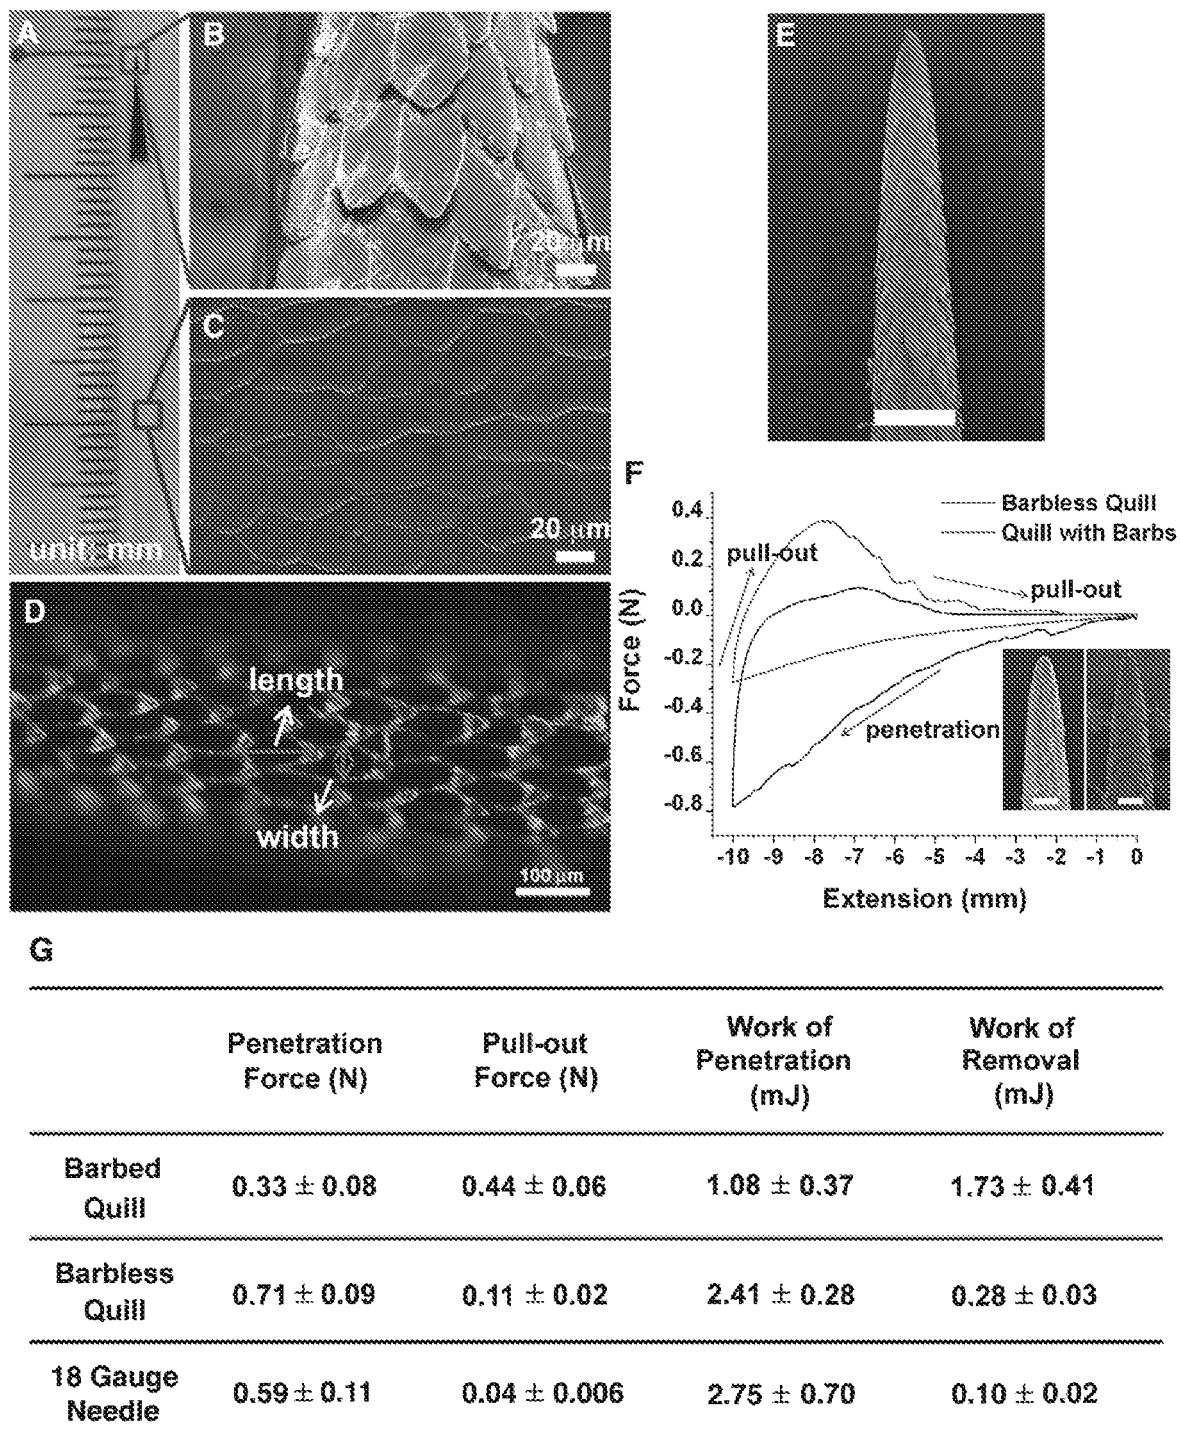 A
unit: mm
B
20 μm
C
20 μm
D
length
width
100 μm
E
F
Barbless Quill
Quill with Barbs
pull-out
pull-out
penetration
Force (N)
0.4
0.2
0.0
-0.2
-0.4
-0.6
-0.8
-10 -9 -8 -7 -6 -5 -4 -3 -2 -1 0
Extension (mm)
G
Penetration
Force (N)
Pull-out
Force (N)
Work of
Penetration
(mJ)
Work of
Removal
(mJ)
Barbed
Quill
0.33 ± 0.08 0.44 ± 0.06 1.08 ± 0.37 1.73 ± 0.41
Barbless
Quill
0.71 ± 0.09 0.11 ± 0.02 2.41 ± 0.28 0.28 ± 0.03
18 Gauge
Needle
0.59 ± 0.11 0.04 ± 0.006 2.75 ± 0.70 0.10 ± 0.02